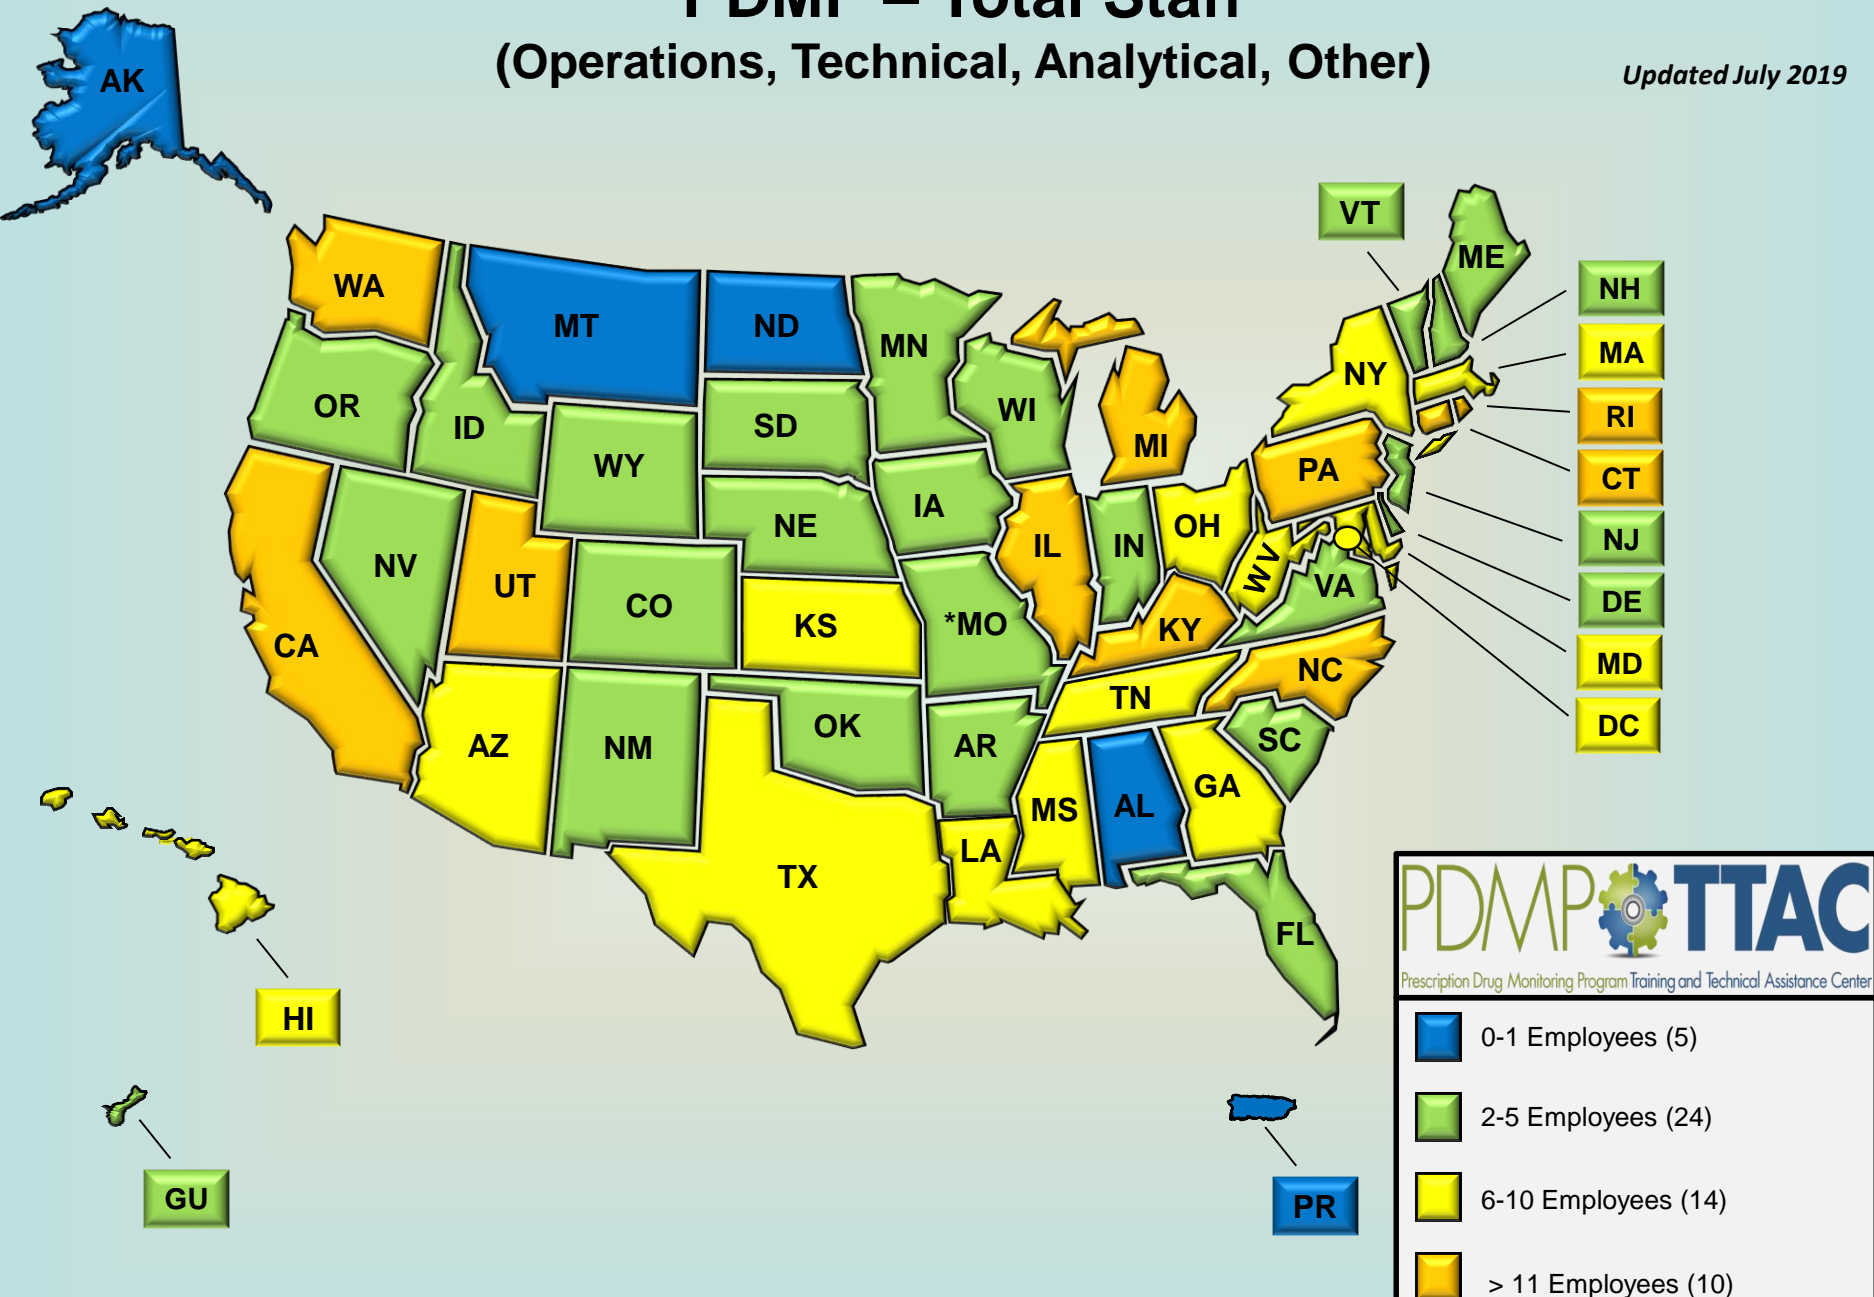 PDMP – Total Staff
(Operations, Technical, Analytical, Other)
Updated July 2019
AK
VT
ME
WA
NH
MT
ND
MN
MA
NY
OR
ID
SD
WI
RI
MI
WY
PA
CT
IA
NE
OH
NJ
NV
UT
IL
IN
WV
VA
DE
CO
KS
*MO
KY
CA
NC
MD
TN
DC
AZ
NM
OK
AR
SC
MS
AL
GA
LA
TX
FL
HI
GU
PR
PDMP TTAC
Prescription Drug Monitoring Program Training and Technical Assistance Center
0-1 Employees (5)
2-5 Employees (24)
6-10 Employees (14)
> 11 Employees (10)